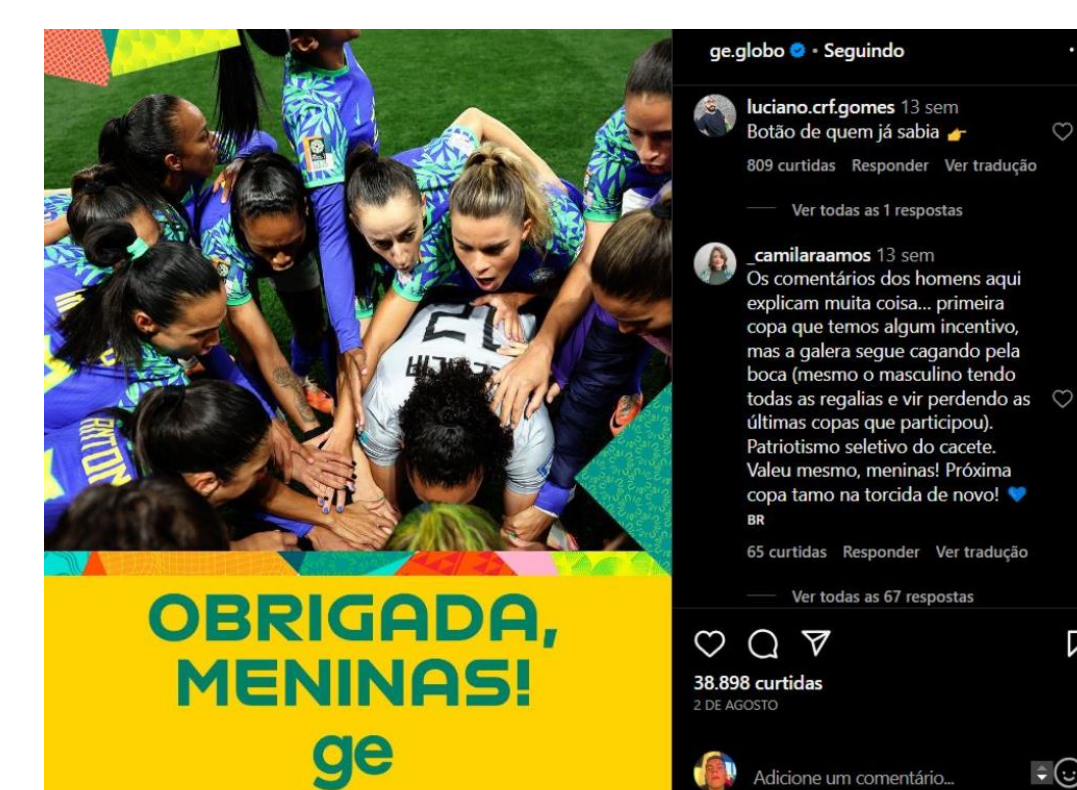 OBRIGADA,
MENINAS!
ge
ge.globo • Seguindo
luciano.crf.gomes 13 sem
Botão de quem já sabia 👉
809 curtidas Responder Ver tradução
Ver todas as 1 respostas
_camilaraamos 13 sem
Os comentários dos homens aqui
explicam muita coisa... primeira
copa que temos algum incentivo,
mas a galera segue cagando pela
boca (mesmo o masculino tendo
todas as regalias e vir perdendo as
últimas copas que participou).
Patriotismo seletivo do cacete.
Valeu mesmo, meninas! Próxima
copa tamo na torcida de novo! 💙
BR
65 curtidas Responder Ver tradução
Ver todas as 67 respostas
38.898 curtidas
2 DE AGOSTO
Adicione um comentário...